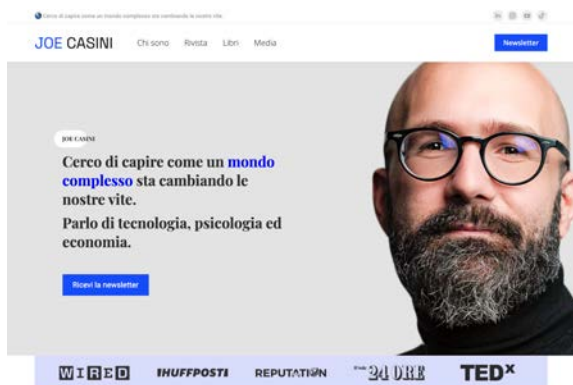 Cerco di capire come un mondo complesso sta cambiando le nostre vite
JOE CASINI
Chi sono Rivista Libri Media
Newsletter
JOE CASINI
Cerco di capire come un mondo
complesso sta cambiando le
nostre vite.
Parlo di tecnologia, psicologia ed
economia.
Ricevi la newsletter
WIRED
IHUFFPOSTI
REPUTATION
24 ORE
TEDx